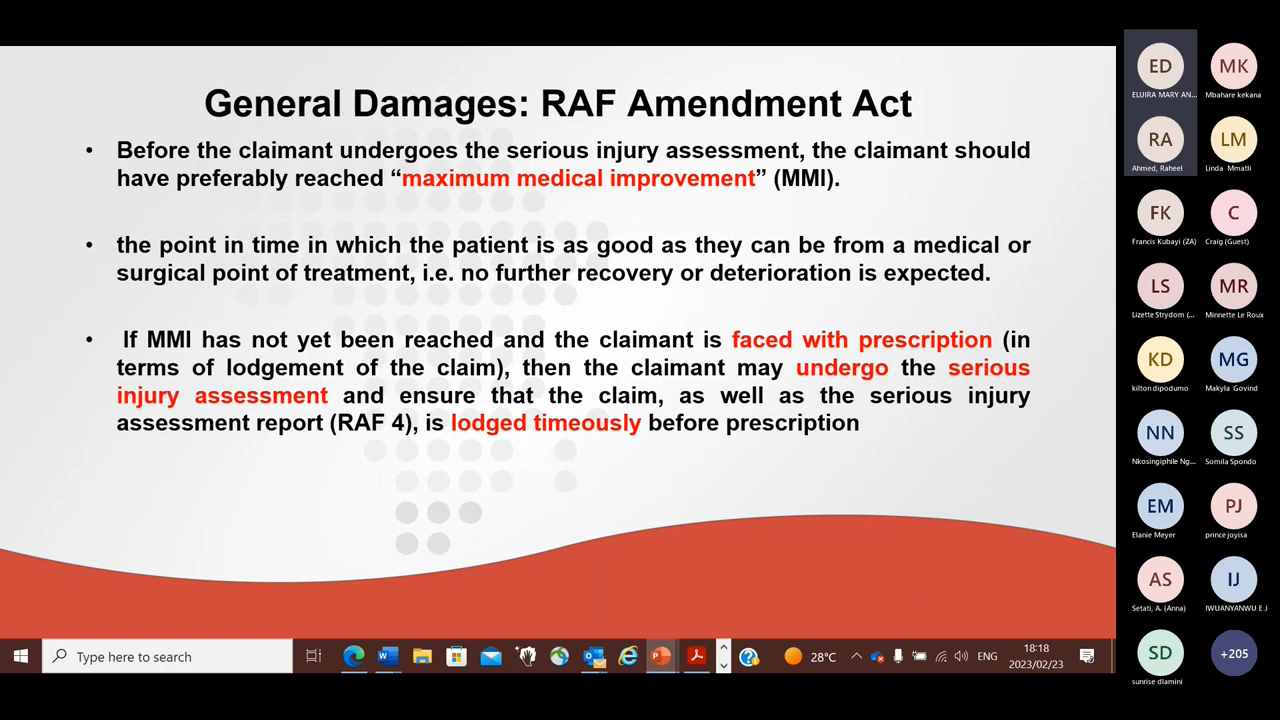 General Damages: RAF Amendment Act
• Before the claimant undergoes the serious injury assessment, the claimant should
have preferably reached “maximum medical improvement” (MMI).
• the point in time in which the patient is as good as they can be from a medical or
surgical point of treatment, i.e. no further recovery or deterioration is expected.
• If MMI has not yet been reached and the claimant is faced with prescription (in
terms of lodgement of the claim), then the claimant may undergo the serious
injury assessment and ensure that the claim, as well as the serious injury
assessment report (RAF 4), is lodged timeously before prescription
ED
ELUIRA MARY AN...
MK
Mbahare kekana
RA
Ahmed, Raheel
LM
Linda Mmatli
FK
Francis Kubayi (ZA)
C
Craig (Guest)
LS
Lizette Strydom (...
MR
Minnette Le Roux
KD
kilton dipodumo
MG
Makyla Govind
NN
Nkosingiphile Ng...
SS
Somila Spondo
EM
Elanie Meyer
PJ
prince joyisa
AS
Setati, A. (Anna)
IJ
IWUANYANWU E J
SD
sunrise dlamini
+205
Type here to search
28°C
ENG
18:18
2023/02/23